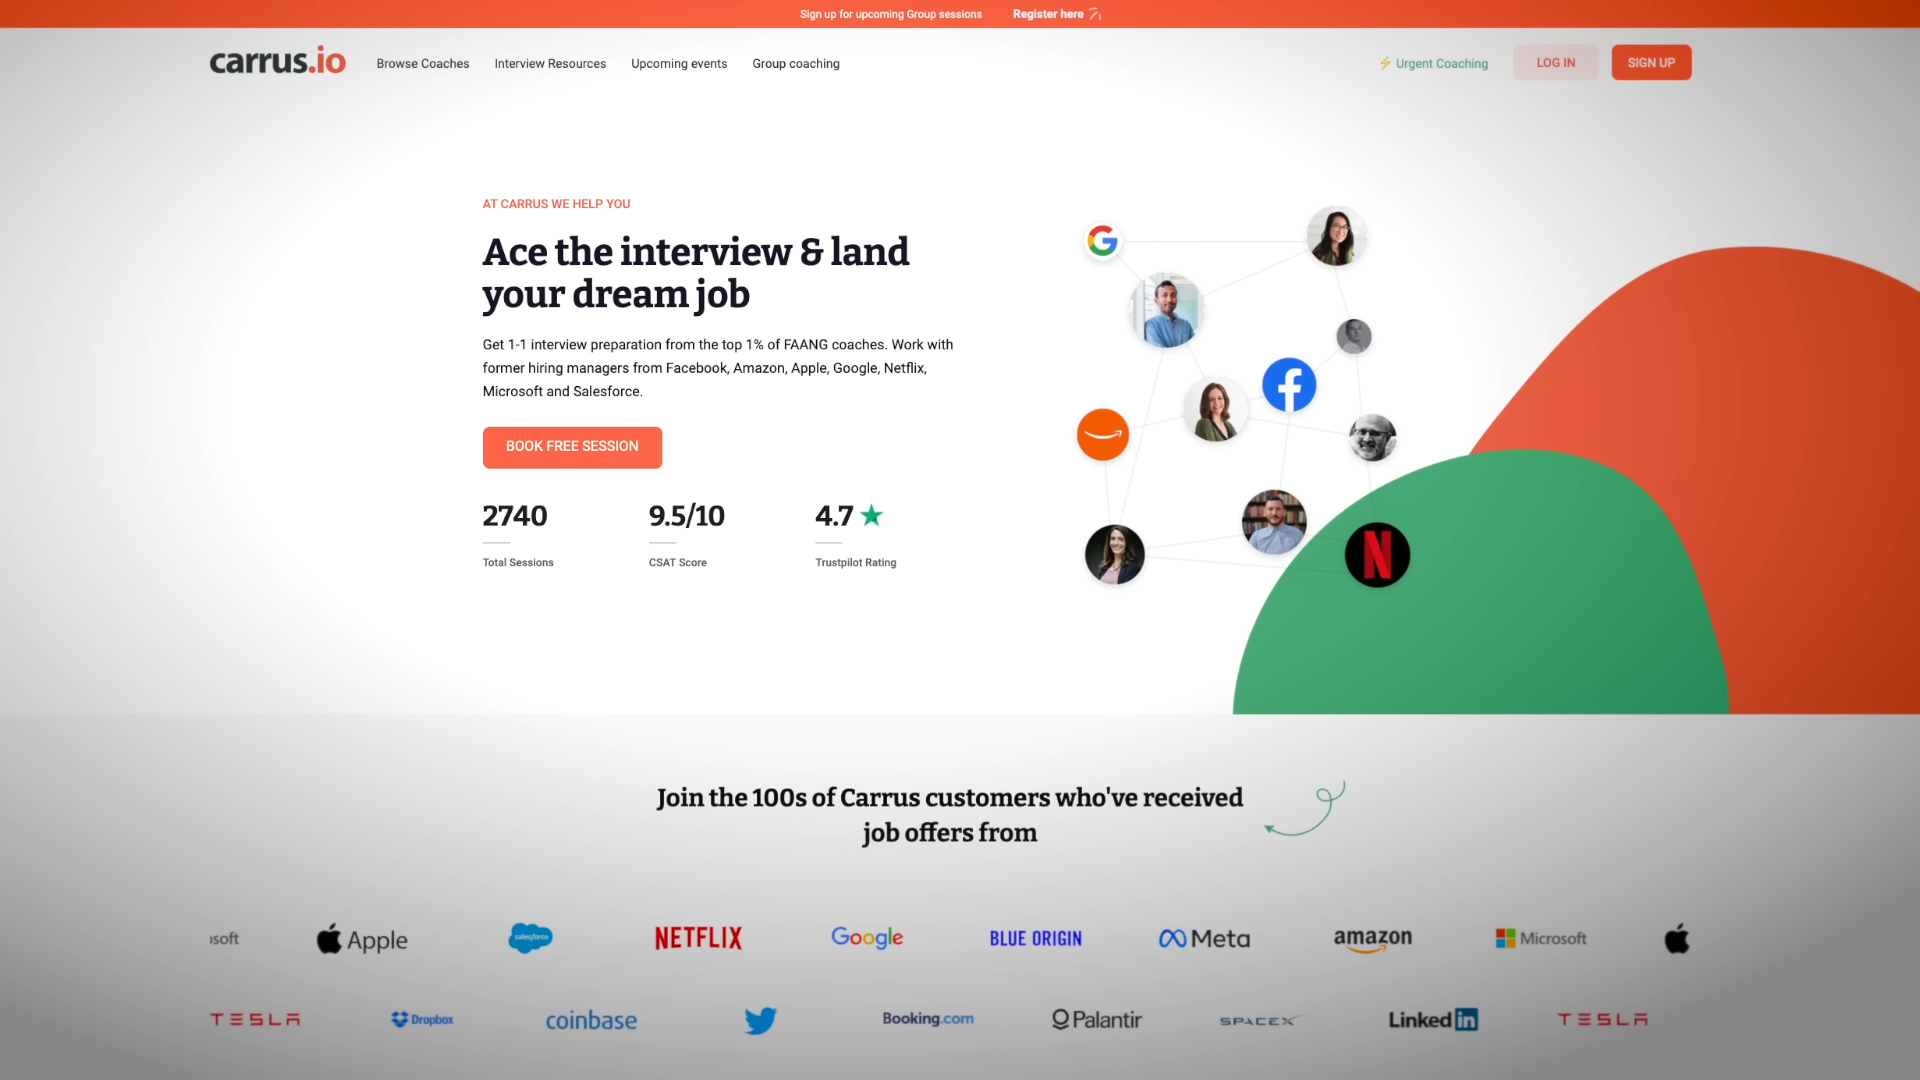 Sign up for upcoming Group sessions Register here
carrus.io Browse Coaches Interview Resources Upcoming events Group coaching Urgent Coaching LOG IN SIGN UP
AT CARRUS WE HELP YOU
Ace the interview & land
your dream job
Get 1-1 interview preparation from the top 1% of FAANG coaches. Work with
former hiring managers from Facebook, Amazon, Apple, Google, Netflix,
Microsoft and Salesforce.
BOOK FREE SESSION
2740 9.5/10 4.7
Total Sessions CSAT Score Trustpilot Rating
Join the 100s of Carrus customers who've received
job offers from
osoft Apple salesforce NETFLIX Google BLUE ORIGIN Meta amazon Microsoft
TESLA Dropbox coinbase Booking.com Palantir SPACEX LinkedIn TESLA